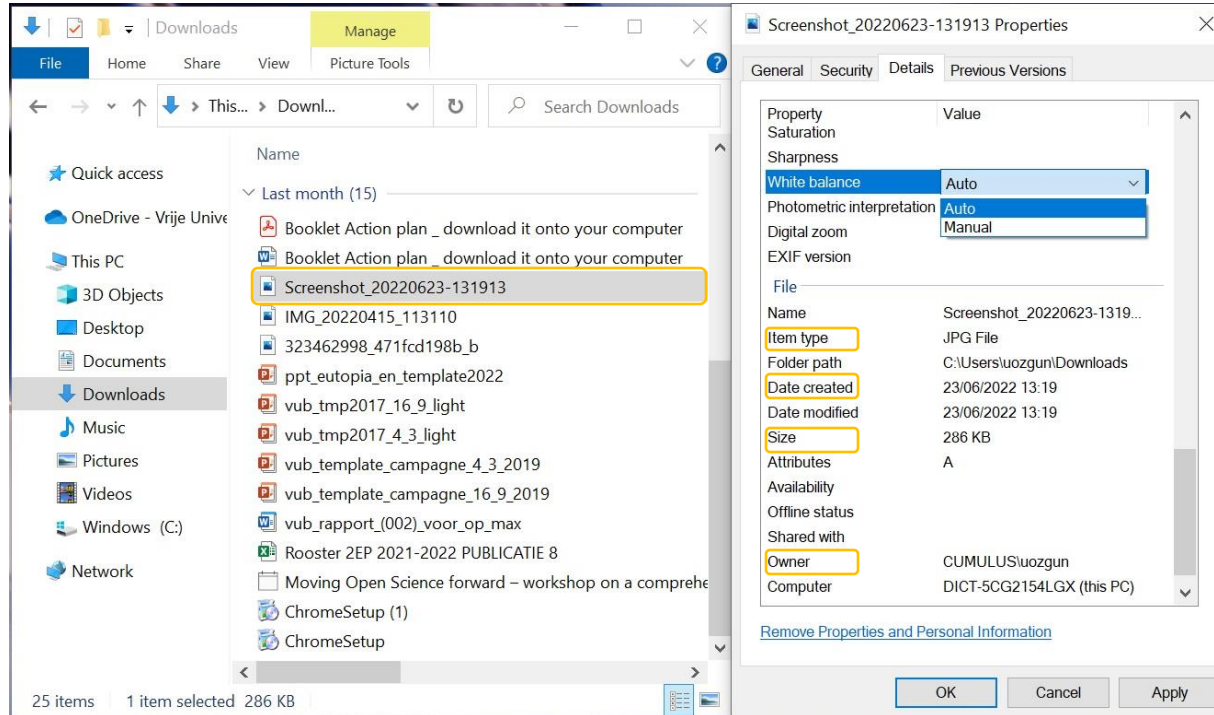 Downloads
Manage
File Home Share View Picture Tools
This... Downl... Search Downloads
Quick access
OneDrive - Vrije Unive
This PC
3D Objects
Desktop
Documents
Downloads
Music
Pictures
Videos
Windows (C:)
Network
Name
Last month (15)
Booklet Action plan _ download it onto your computer
Booklet Action plan _ download it onto your computer
Screenshot_20220623-131913
IMG_20220415_113110
323462998_471fcd198b_b
ppt_eutopia_en_template2022
vub_tmp2017_16_9_light
vub_tmp2017_4_3_light
vub_template_campagne_4_3_2019
vub_template_campagne_16_9_2019
vub_rapport_(002)_voor_op_max
Rooster 2EP 2021-2022 PUBLICATIE 8
Moving Open Science forward – workshop on a comprehe
ChromeSetup (1)
ChromeSetup
25 items 1 item selected 286 KB
Screenshot_20220623-131913 Properties
General Security Details Previous Versions
Property Value
Saturation
Sharpness
White balance Auto
Photometric interpretation Auto
Digital zoom Manual
EXIF version
File
Name Screenshot_20220623-1319...
Item type JPG File
Folder path C:\Users\uozgun\Downloads
Date created 23/06/2022 13:19
Date modified 23/06/2022 13:19
Size 286 KB
Attributes A
Availability
Offline status
Shared with
Owner CUMULUS\uozgun
Computer DICT-5CG2154LGX (this PC)
Remove Properties and Personal Information
OK Cancel Apply